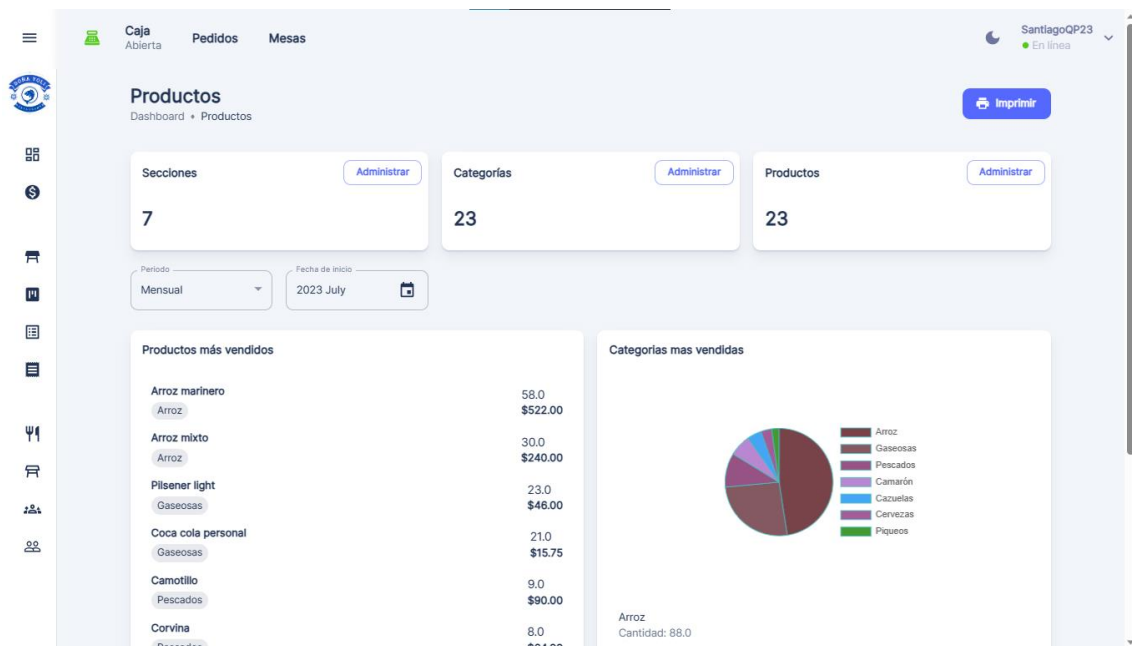 Caja
Abierta
Pedidos
Mesas
SantiagoQP23
En línea
Productos
Dashboard • Productos
Imprimir
Secciones
Administrar
7
Categorías
Administrar
23
Productos
Administrar
23
Periodo
Mensual
Fecha de inicio
2023 July
Productos más vendidos
Arroz marinero
58.0
Arroz
$522.00
Arroz mixto
30.0
Arroz
$240.00
Pilsener light
23.0
Gaseosas
$46.00
Coca cola personal
21.0
Gaseosas
$15.75
Camotillo
9.0
Pescados
$90.00
Corvina
8.0
Pescados
Categorias mas vendidas
Arroz
Gaseosas
Pescados
Camarón
Cazuelas
Cervezas
Piqueos
Arroz
Cantidad: 88.0